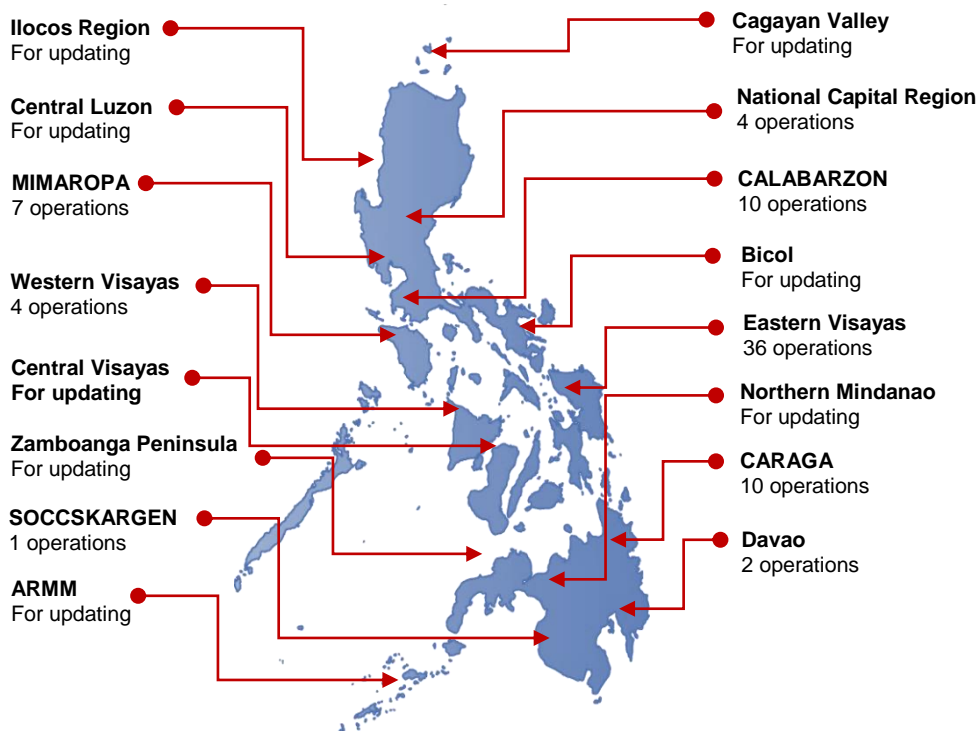 Ilocos Region
For updating
Central Luzon
For updating
MIMAROPA
7 operations
Western Visayas
4 operations
Central Visayas
For updating
Zamboanga Peninsula
For updating
SOCCSKARGEN
1 operations
ARMM
For updating
Cagayan Valley
For updating
National Capital Region
4 operations
CALABARZON
10 operations
Bicol
For updating
Eastern Visayas
36 operations
Northern Mindanao
For updating
CARAGA
10 operations
Davao
2 operations